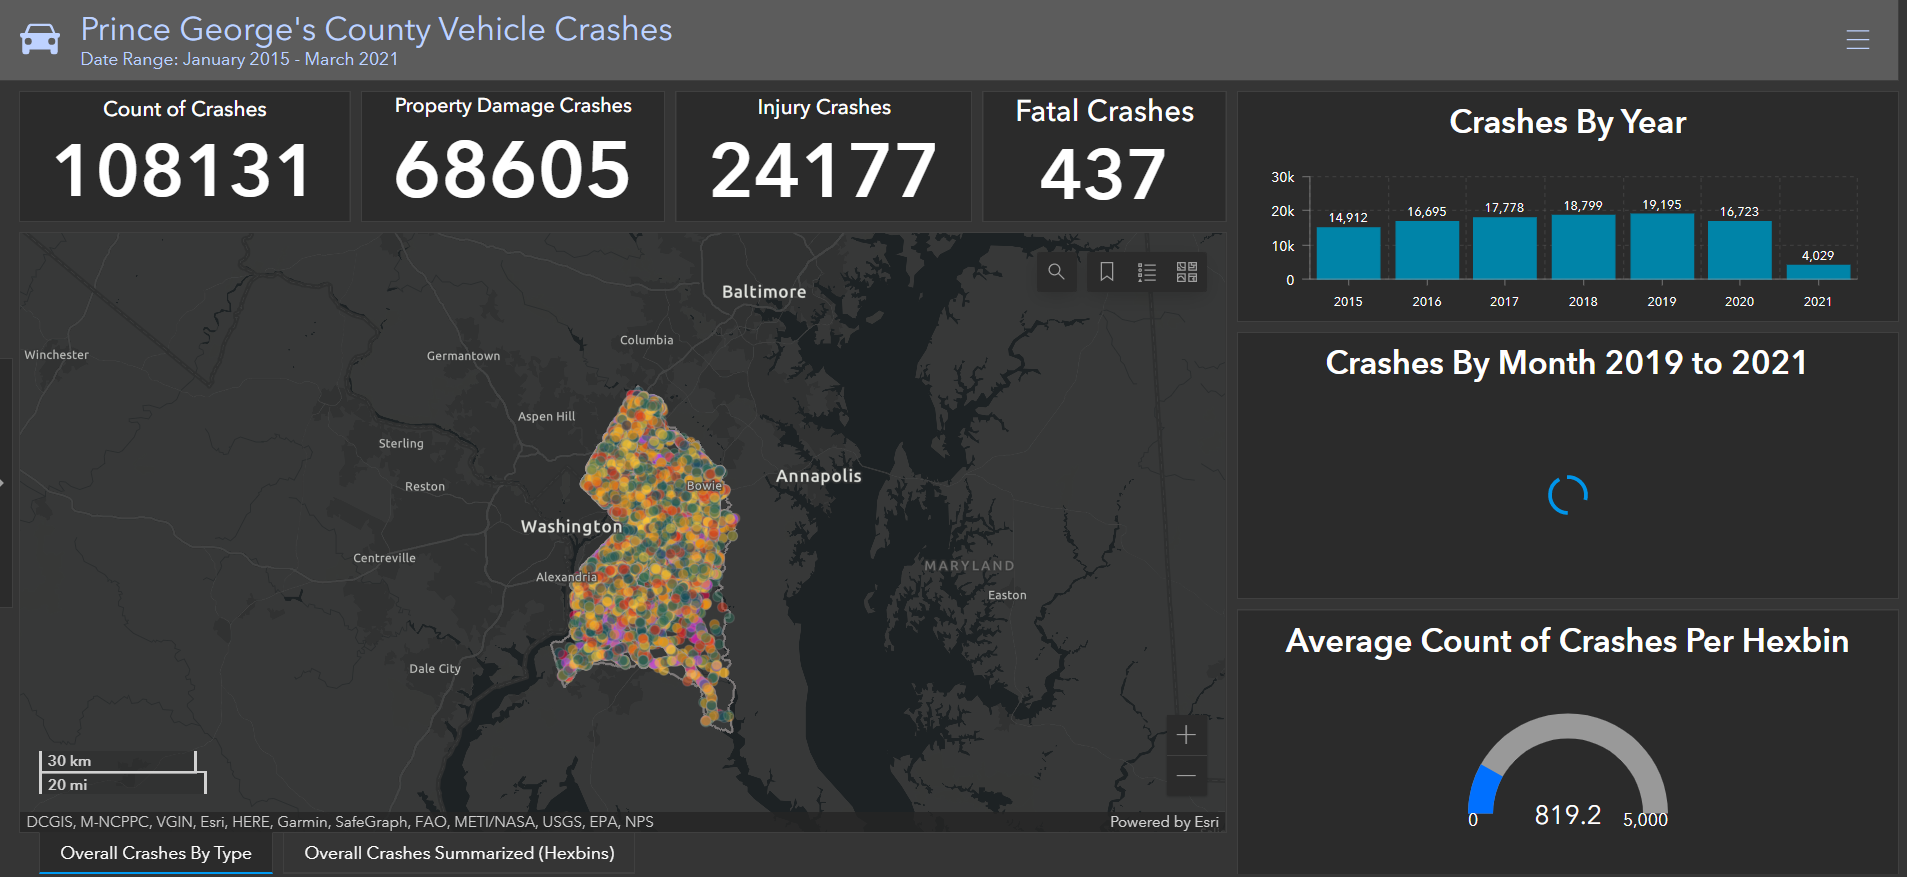 Prince George's County Vehicle Crashes
Date Range: January 2015 - March 2021
Count of Crashes
108131
Property Damage Crashes
68605
Injury Crashes
24177
Fatal Crashes
437
Crashes By Year
30k
20k
10k
0
14,912
16,695
17,778
18,799
19,195
16,723
4,029
2015
2016
2017
2018
2019
2020
2021
Baltimore
Columbia
Winchester
Germantown
Aspen Hill
Sterling
Reston
Bowie
Annapolis
Washington
Centreville
Alexandria
MARYLAND
Easton
Dale City
30 km
20 mi
DCGIS, M-NCPPC, VGIN, Esri, HERE, Garmin, SafeGraph, FAO, METI/NASA, USGS, EPA, NPS
Powered by Esri
Overall Crashes By Type
Overall Crashes Summarized (Hexbins)
Crashes By Month 2019 to 2021
Average Count of Crashes Per Hexbin
0
819.2
5,000